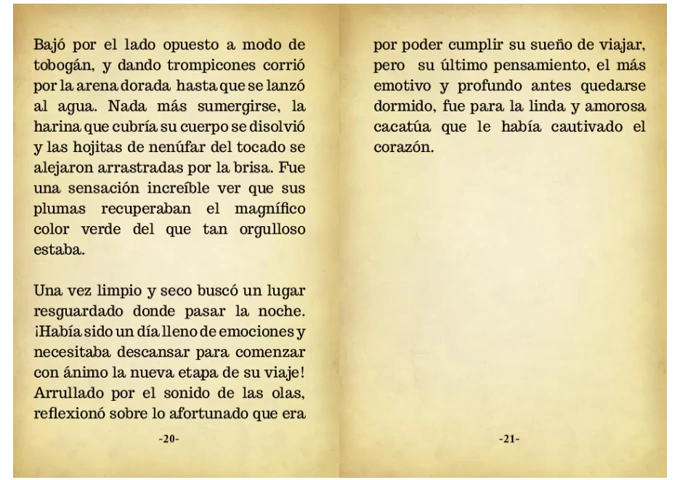 Bajó por el lado opuesto a modo de
tobogán, y dando trompicones corrió
por la arena dorada hasta que se lanzó
al agua. Nada más sumergirse, la
harina que cubría su cuerpo se disolvió
y las hojitas de nenúfar del tocado se
alejaron arrastradas por la brisa. Fue
una sensación increíble ver que sus
plumas recuperaban el magnífico
color verde del que tan orgulloso
estaba.
Una vez limpio y seco buscó un lugar
resguardado donde pasar la noche.
¡Había sido un día lleno de emociones y
necesitaba descansar para comenzar
con ánimo la nueva etapa de su viaje!
Arrullado por el sonido de las olas,
reflexionó sobre lo afortunado que era
-20-
por poder cumplir su sueño de viajar,
pero su último pensamiento, el más
emotivo y profundo antes quedarse
dormido, fue para la linda y amorosa
cacatúa que le había cautivado el
corazón.
-21-